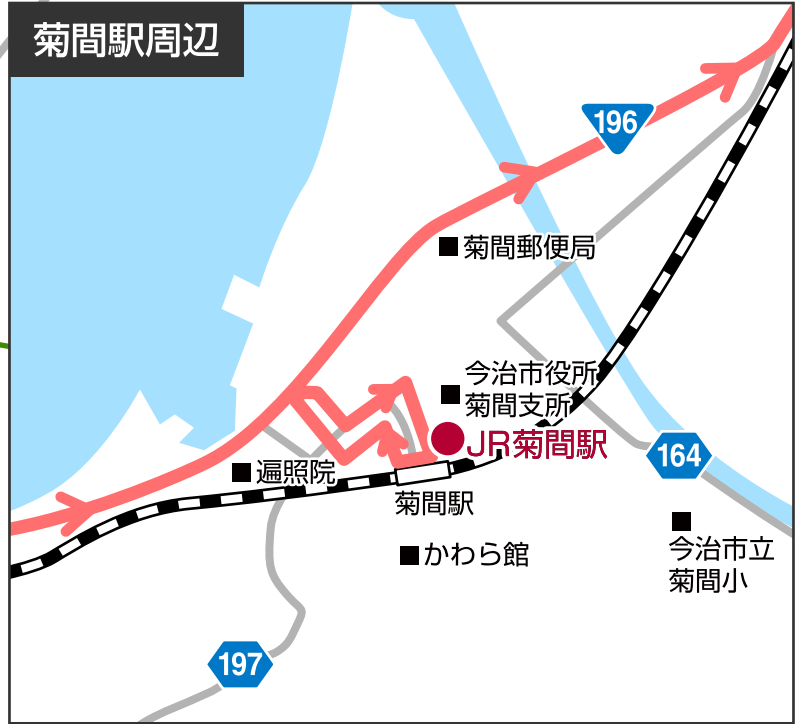 菊間駅周辺
196
菊間郵便局
今治市役所
菊間支所
JR菊間駅
164
遍照院
菊間駅
今治市立
菊間小
かわら館
197